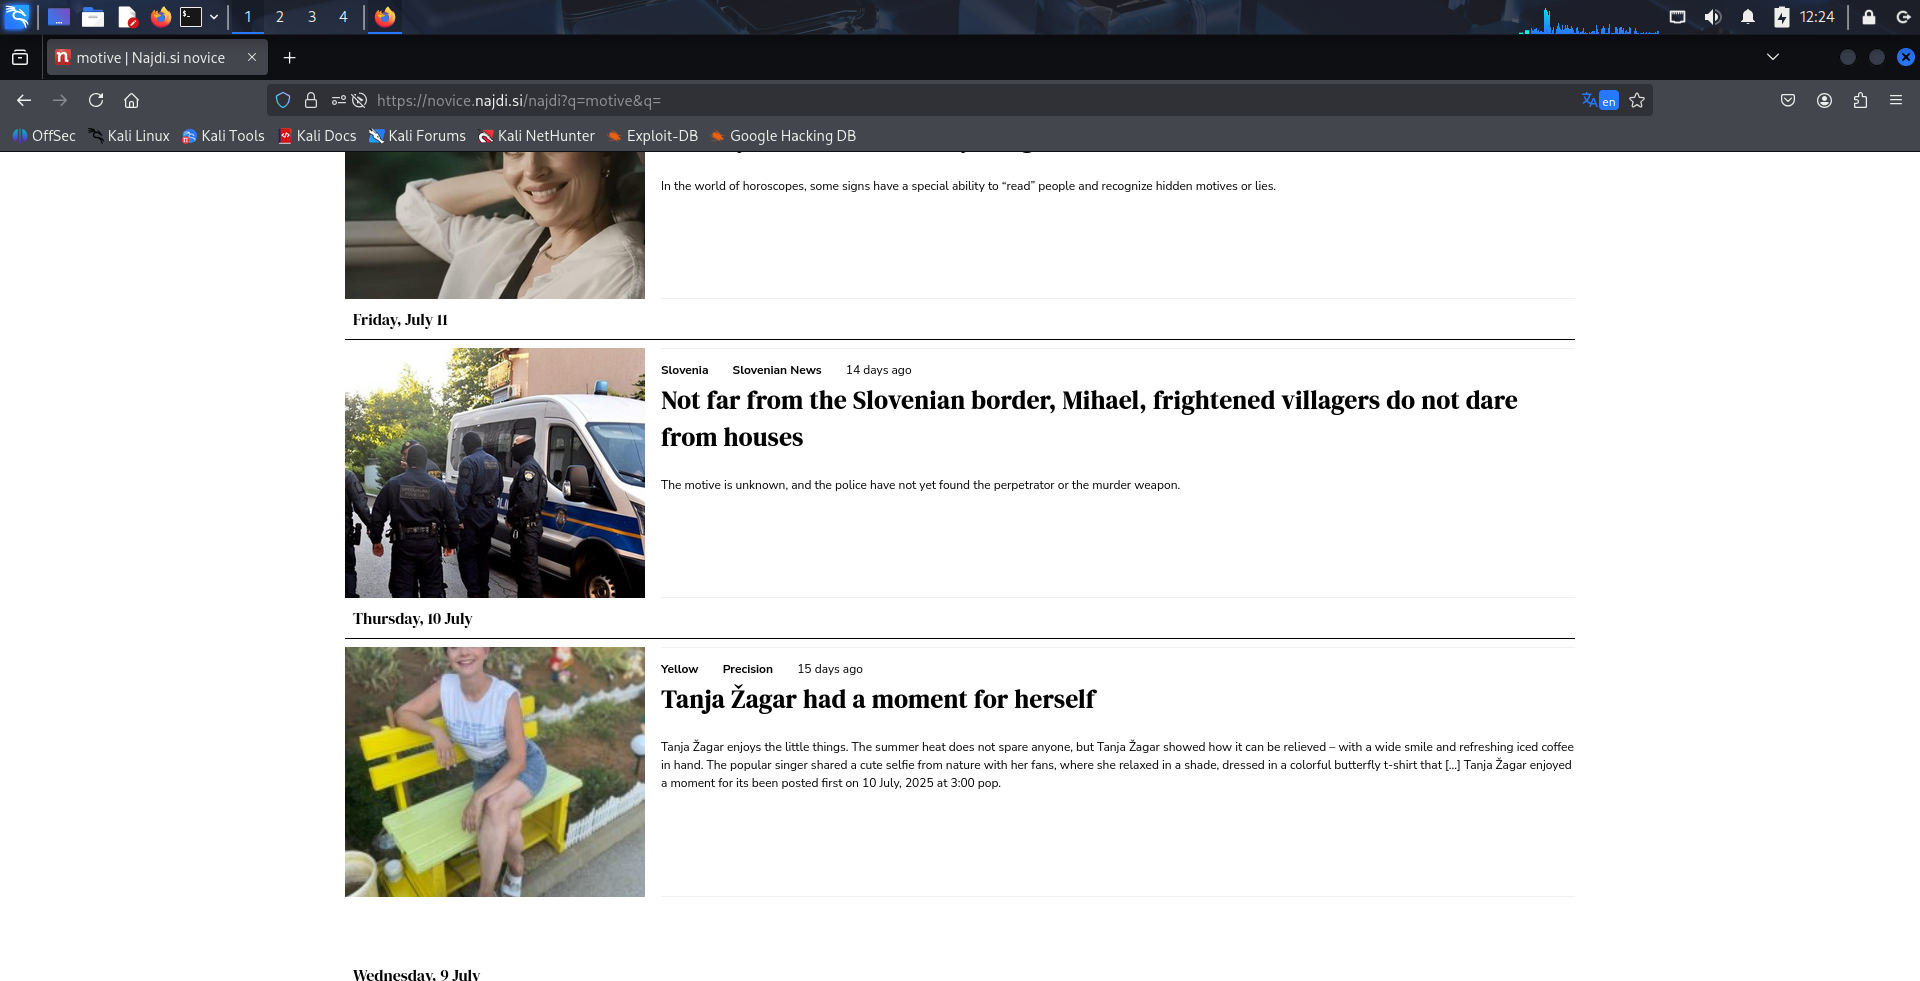 1 2 3 4
12:24
motive | Najdi.si novice
https://novice.najdi.si/najdi?q=motive&q=
en
OffSec Kali Linux Kali Tools Kali Docs Kali Forums Kali NetHunter Exploit-DB Google Hacking DB
In the world of horoscopes, some signs have a special ability to “read” people and recognize hidden motives or lies.
Friday, July 11
Slovenia Slovenian News 14 days ago
Not far from the Slovenian border, Mihael, frightened villagers do not dare
from houses
The motive is unknown, and the police have not yet found the perpetrator or the murder weapon.
Thursday, 10 July
Yellow Precision 15 days ago
Tanja Žagar had a moment for herself
Tanja Žagar enjoys the little things. The summer heat does not spare anyone, but Tanja Žagar showed how it can be relieved – with a wide smile and refreshing iced coffee
in hand. The popular singer shared a cute selfie from nature with her fans, where she relaxed in a shade, dressed in a colorful butterfly t-shirt that [...] Tanja Žagar enjoyed
a moment for its been posted first on 10 July, 2025 at 3:00 pop.
Wednesday, 9 July